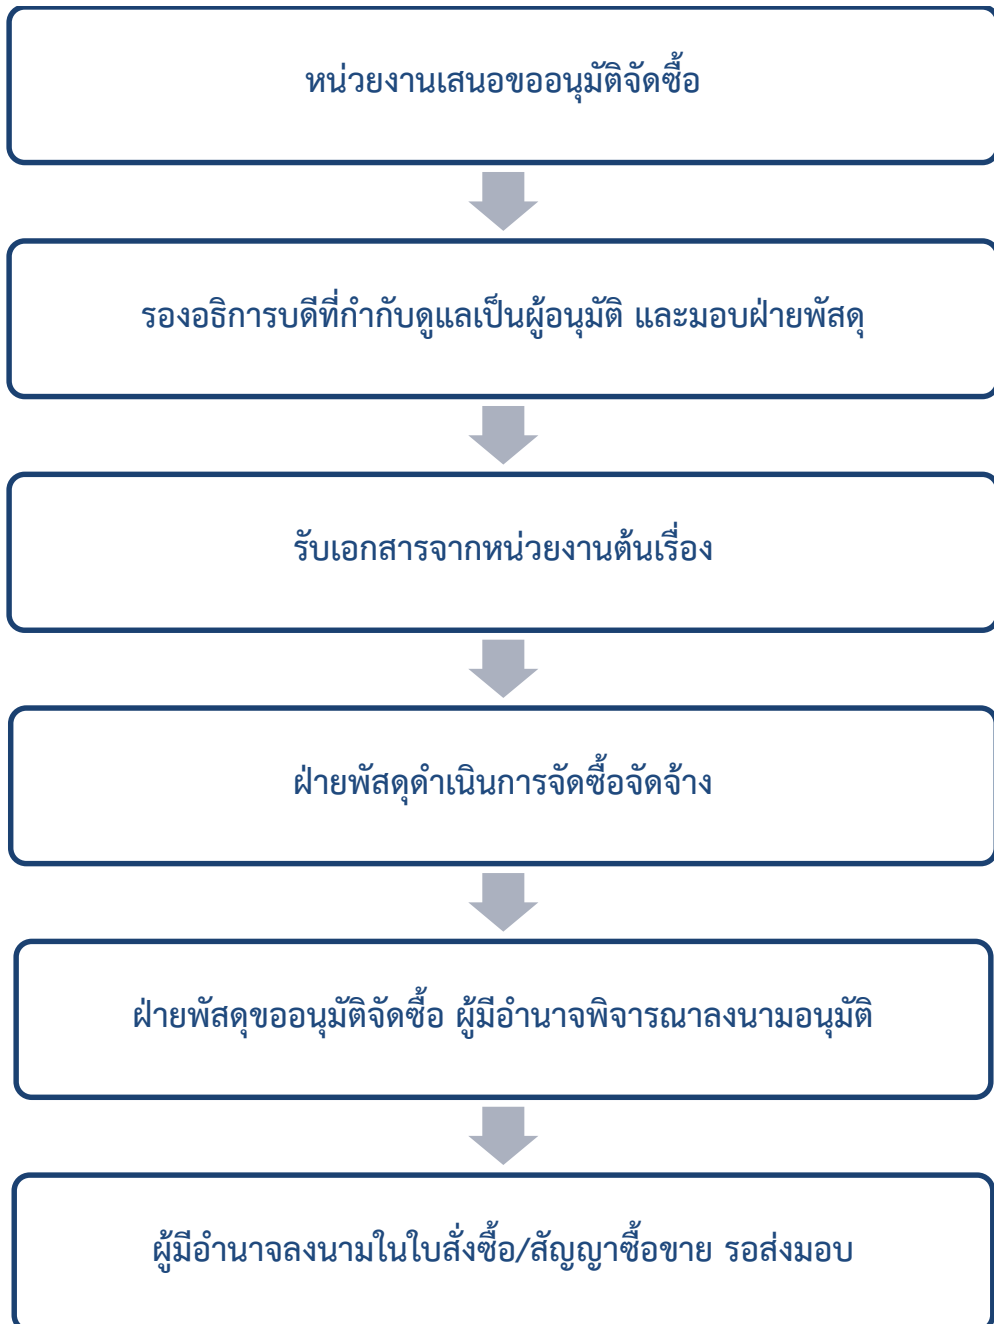 หน่วยงานเสนอขออนุมัติจัดซื้อ
รองอธิการบดีที่กำกับดูแลเป็นผู้อนุมัติ และมอบฝ่ายพัสดุ
รับเอกสารจากหน่วยงานต้นเรื่อง
ฝ่ายพัสดุดำเนินการจัดซื้อจัดจ้าง
ฝ่ายพัสดุขออนุมัติจัดซื้อ ผู้มีอำนาจพิจารณาลงนามอนุมัติ
ผู้มีอำนาจลงนามในใบสั่งซื้อ/สัญญาซื้อขาย รอส่งมอบ